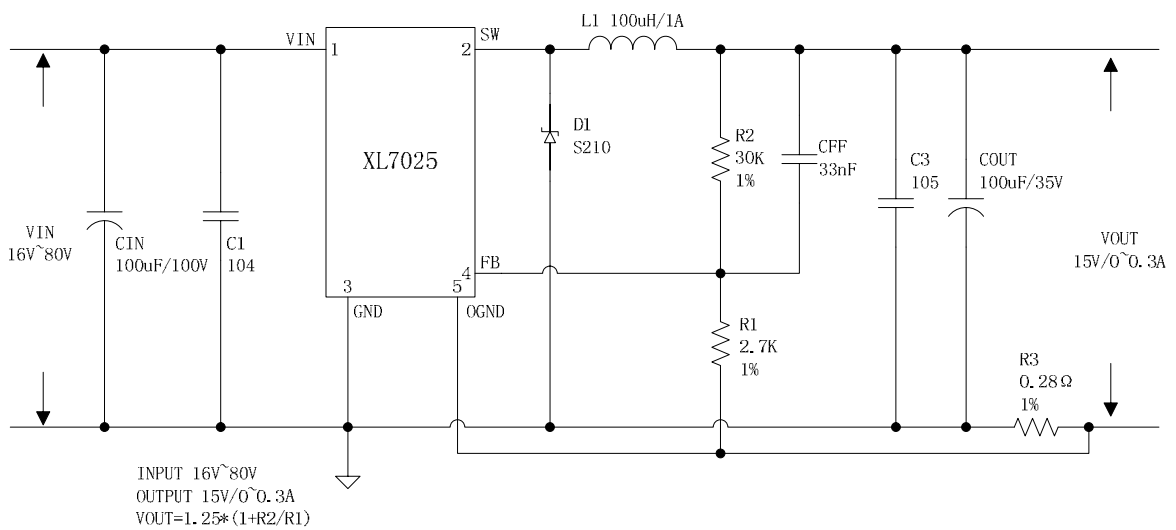 L1 100uH/1A
VIN
1
2
SW
XL7025
D1
S210
R2
30K
1%
CFF
33nF
C3
105
COUT
100uF/35V
VIN
16V~80V
CIN
100uF/100V
C1
104
VOUT
15V/0~0.3A
4
FB
3
5
GND
OGND
R1
2.7K
1%
R3
0.28Ω
1%
INPUT 16V~80V
OUTPUT 15V/0~0.3A
VOUT=1.25*(1+R2/R1)